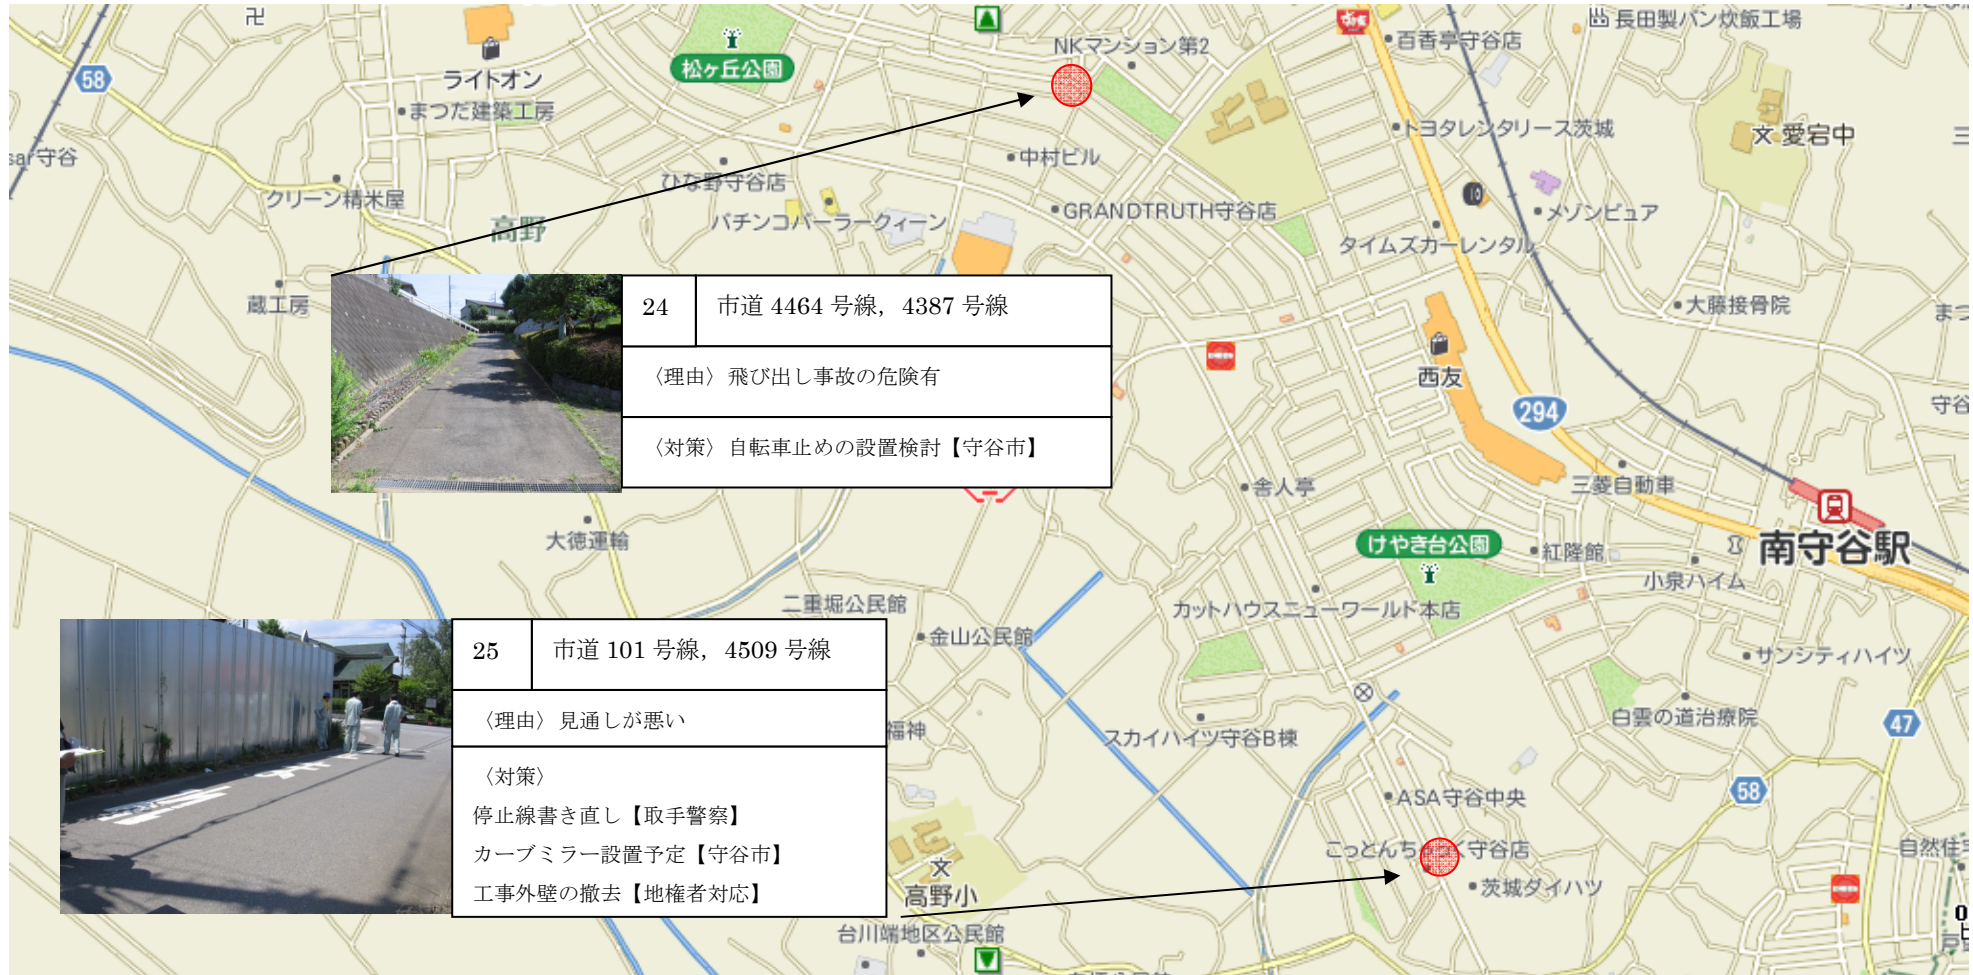 卍
長田製パン炊飯工場
NKマンション第2
百香亭守谷店
58
ライトオン
松ヶ丘公園
まつだ建築工房
トヨタレンタリース茨城
文 愛宕中
sar守谷
中村ビル
ひな野守谷店
クリーン精米屋
高野
パチンコパーラークィーン
GRANDTRUTH守谷店
メゾンピュア
タイムズカーレンタル
蔵工房
大藤接骨院
24
市道 4464 号線，4387 号線
〈理由〉飛び出し事故の危険有
〈対策〉自転車止めの設置検討【守谷市】
西友
294
守谷
舎人亭
三菱自動車
大徳運輸
けやき台公園
紅隆館
南守谷駅
小泉ハイム
二重堀公民館
カットハウスニューワールド本店
金山公民館
サンシティハイツ
25
市道 101 号線，4509 号線
〈理由〉見通しが悪い
〈対策〉
停止線書き直し【取手警察】
カーブミラー設置予定【守谷市】
工事外壁の撤去【地権者対応】
福神
スカイハイツ守谷B棟
白雲の道治療院
47
58
ASA守谷中央
こっとんち
く守谷店
自然住
茨城ダイハツ
文
高野小
台川端地区公民館